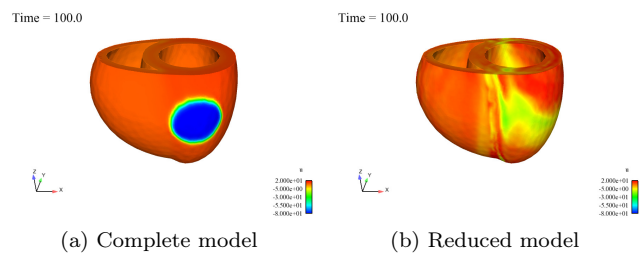 Time = 100.0
Time = 100.0
Z
Y
X
u
2.000e+01
-5.000e+00
-3.000e+01
-5.500e+01
-8.000e+01
Z
Y
X
u
2.000e+01
-5.000e+00
-3.000e+01
-5.500e+01
-8.000e+01
(a) Complete model
(b) Reduced model